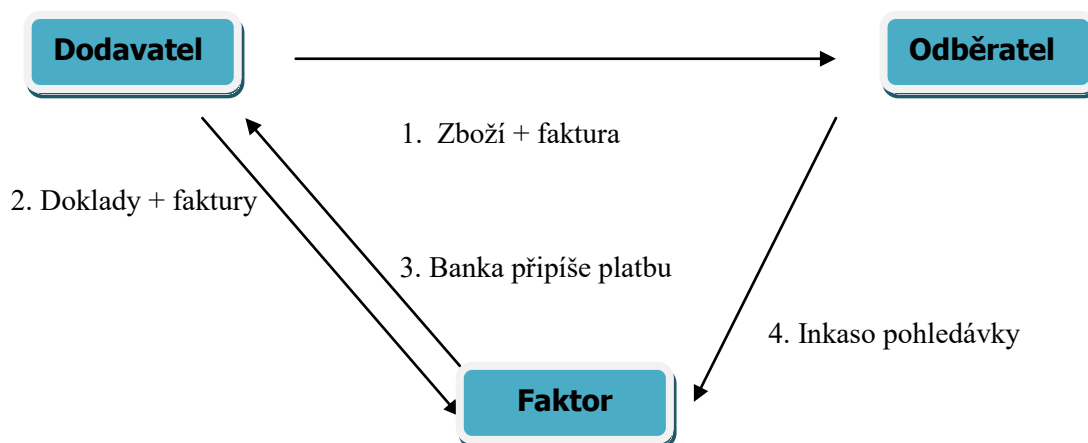 Dodavatel
Odběratel
1. Zboží + faktura
2. Doklady + faktury
3. Banka připíše platbu
4. Inkaso pohledávky
Faktor